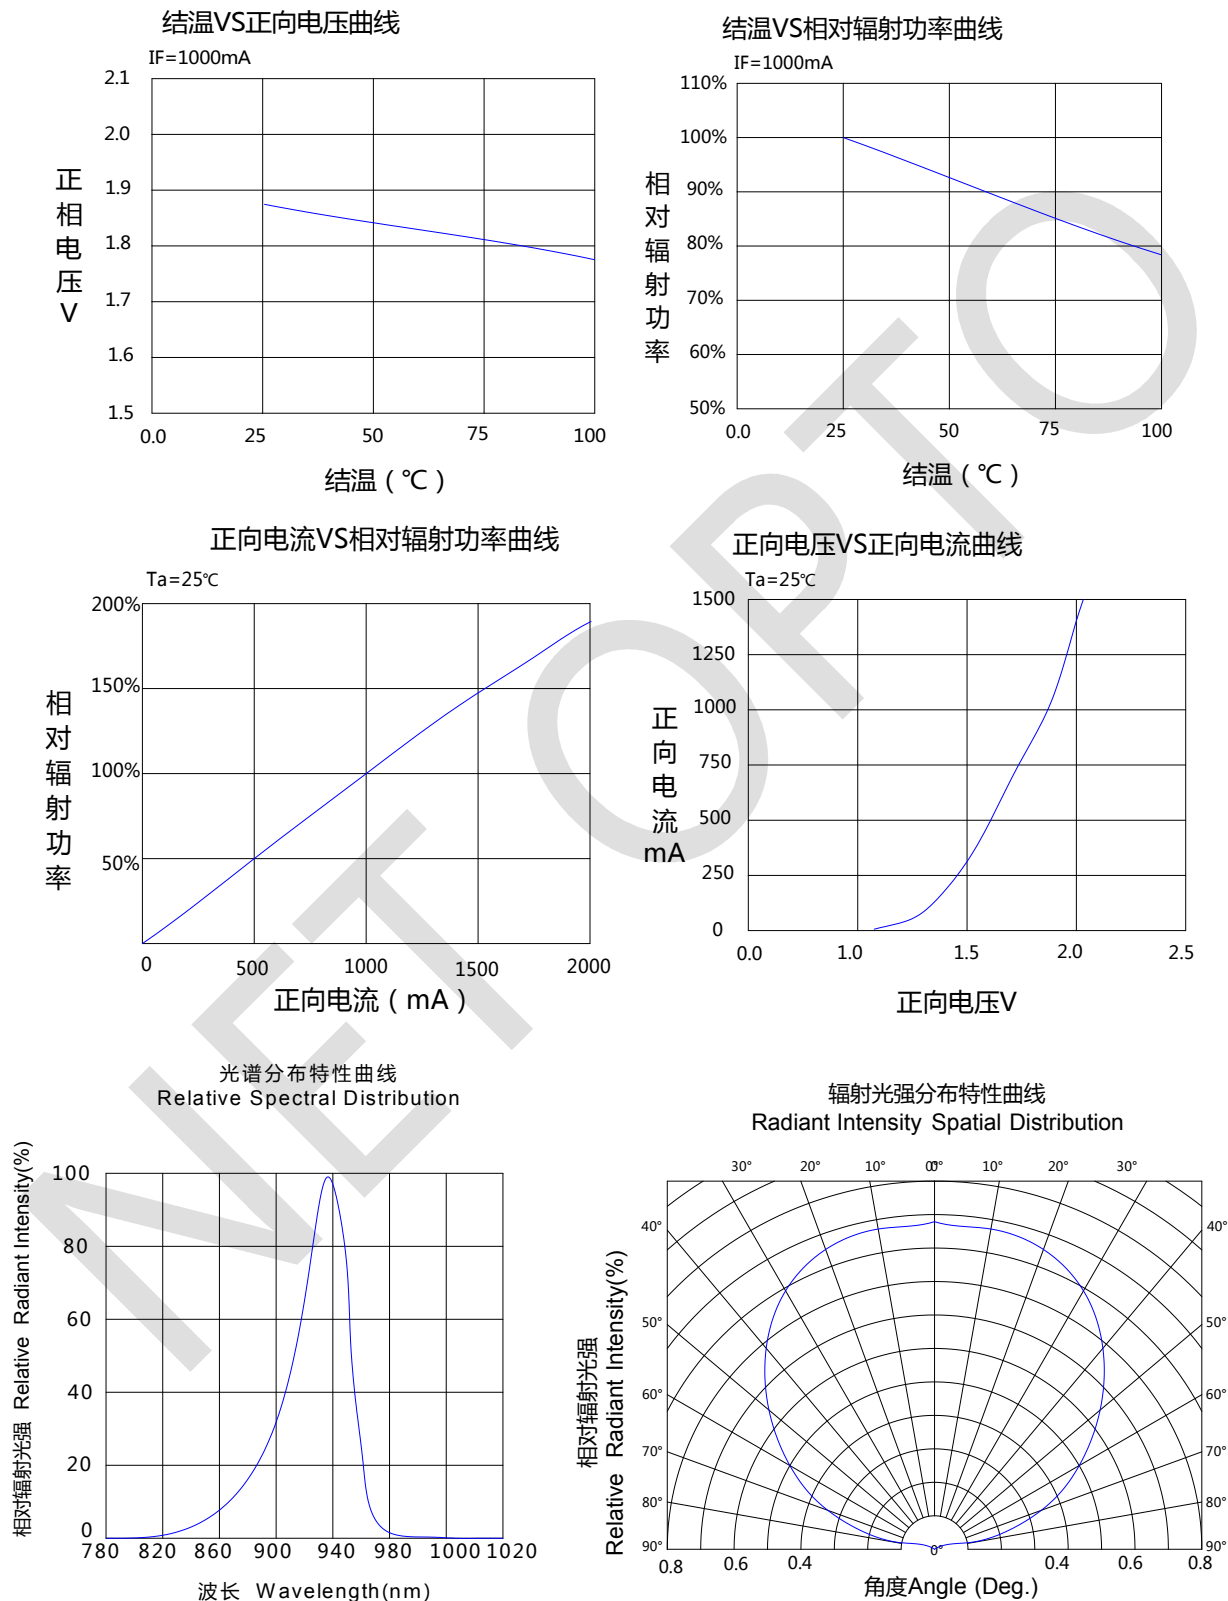 结温VS正向电压曲线
IF=1000mA
2.1
2.0
1.9
1.8
1.7
1.6
1.5
正相电压V
0.0 25 50 75 100
结温（℃）
结温VS相对辐射功率曲线
IF=1000mA
110%
100%
90%
80%
70%
60%
50%
相对辐射功率
0.0 25 50 75 100
结温（℃）
正向电流VS相对辐射功率曲线
Ta=25℃
200%
150%
100%
50%
相对辐射功率
0 500 1000 1500 2000
正向电流（mA）
正向电压VS正向电流曲线
Ta=25℃
1500
1250
1000
750
500
250
0
正向电流mA
0.0 1.0 1.5 2.0 2.5
正向电压V
光谱分布特性曲线
Relative Spectral Distribution
相对辐射光强 Relative Radiant Intensity(%)
100
80
60
40
20
0
780 820 860 900 940 980 1000 1020
波长 Wavelength(nm)
辐射光强分布特性曲线
Radiant Intensity Spatial Distribution
30° 20° 10° 0° 10° 20° 30°
40° 40°
50° 50°
60° 60°
70° 70°
80° 80°
90° 0° 90°
相对辐射光强
Relative Radiant Intensity(%)
0.8 0.6 0.4 0.4 0.6 0.8
角度Angle (Deg.)
NET OPTO